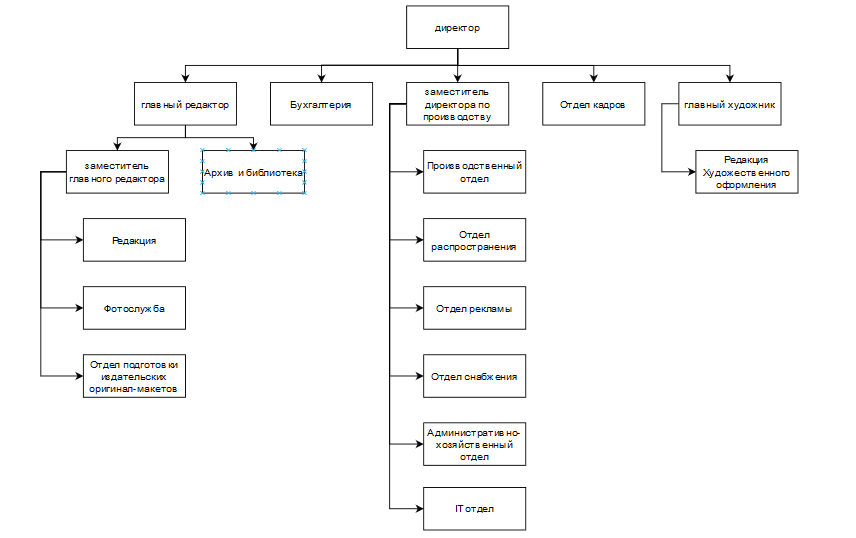 директор
главный редактор
Бухгалтерия
заместитель
директора по
производству
Отдел кадров
главный художник
заместитель
главного редактора
Архив и библиотека
Производственный
отдел
Редакция
Художественного
оформления
Редакция
Отдел
распространения
Фотослужба
Отдел рекламы
Отдел подготовки
издательских
оригинал-макетов
Отдел снабжения
Административно-
хозяйственный
отдел
IT отдел